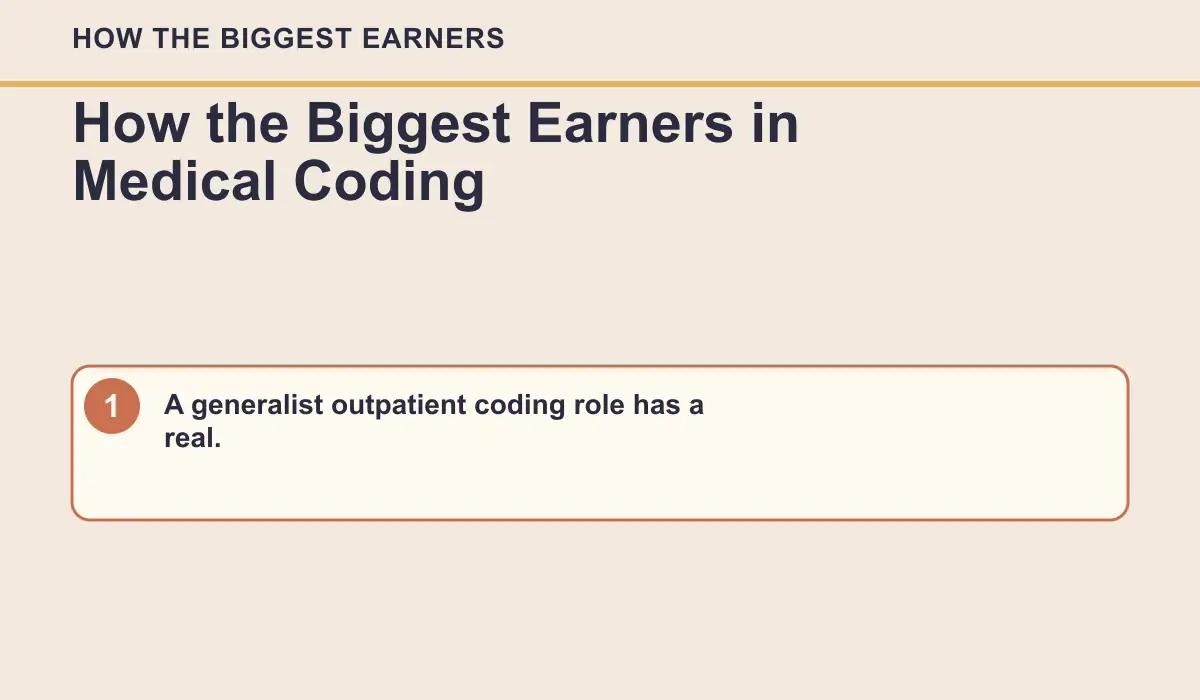 HOW THE BIGGEST EARNERS
How the Biggest Earners in
Medical Coding
1
A generalist outpatient coding role has a
real.